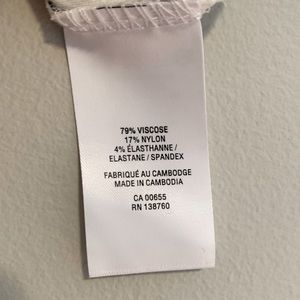 79% VISCOSE
17% NYLON
4% ÉLASTHANNE /
ELASTANE / SPANDEX
FABRIQUÉ AU CAMBODGE
MADE IN CAMBODIA
CA 00655
RN 138760